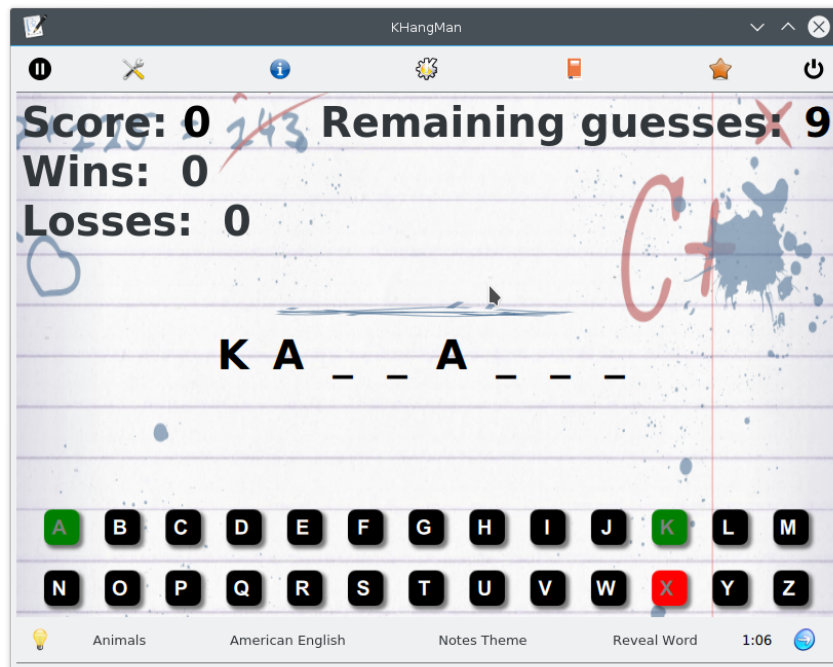 KHangMan
Score: 0 Remaining guesses: 9
Wins: 0
Losses: 0
243
C+
K A _ _ A _ _ _
A B C D E F G H I J K L M
N O P Q R S T U V W X Y Z
Animals American English Notes Theme Reveal Word 1:06